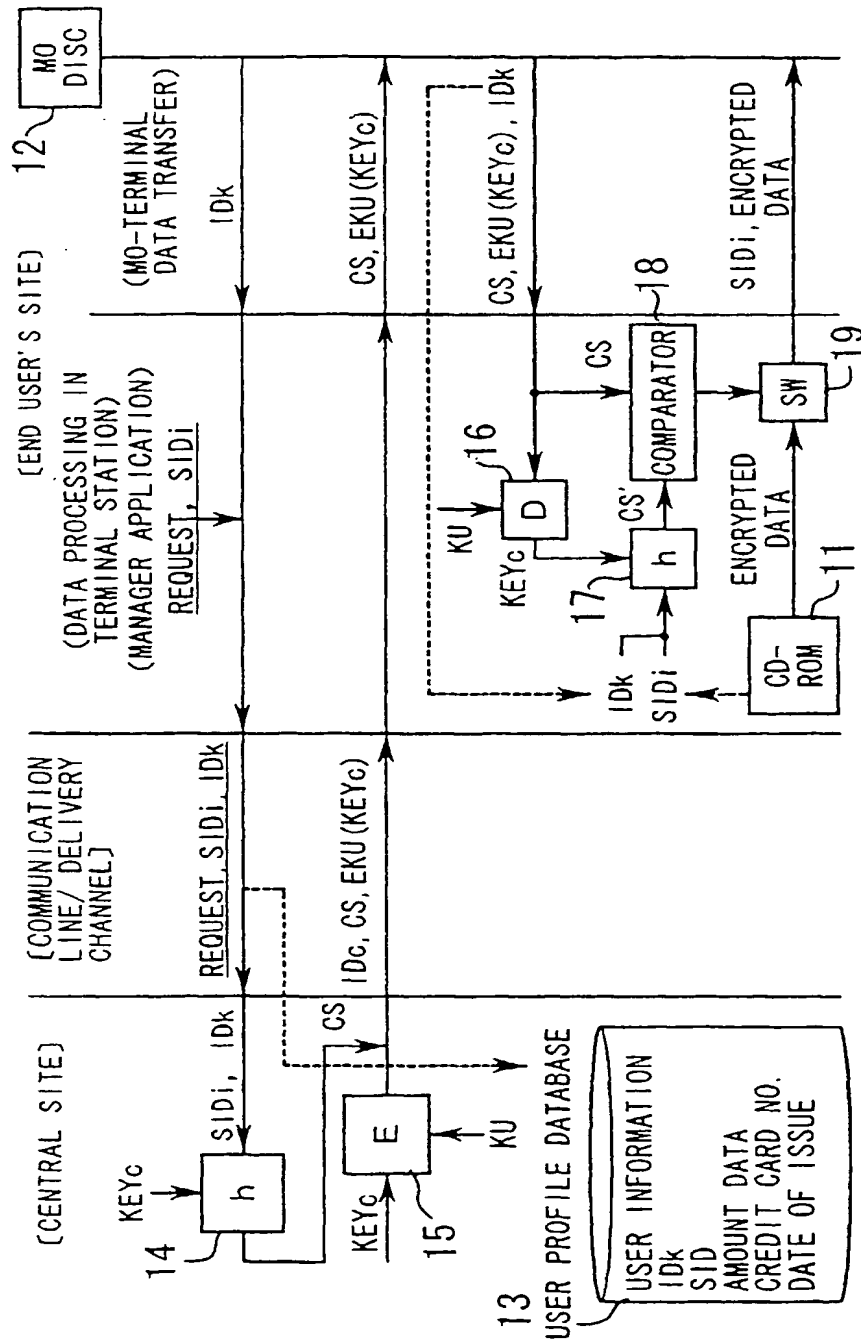 [CENTRAL SITE]
KEYc
h
14
SIDi, IDk
CS
KEYc
E
15
KU
13
USER PROFILE DATABASE
USER INFORMATION
IDk
SID
AMOUNT DATA
CREDIT CARD NO.
DATE OF ISSUE
[COMMUNICATION
LINE/ DELIVERY
CHANNEL]
REQUEST, SIDi, IDk
IDc, CS, EKU(KEYc)
[END USER'S SITE]
(DATA PROCESSING IN
TERMINAL STATION)
(MANAGER APPLICATION)
REQUEST, SIDi
KU
16
D
KEYc
17
h
CS'
IDk
SIDi
CS
COMPARATOR
18
CD-
ROM
11
ENCRYPTED
DATA
SW
19
12
MO
DISC
(MO-TERMINAL
DATA TRANSFER)
IDk
CS, EKU(KEYc)
CS, EKU(KEYc), IDk
SIDi, ENCRYPTED
DATA